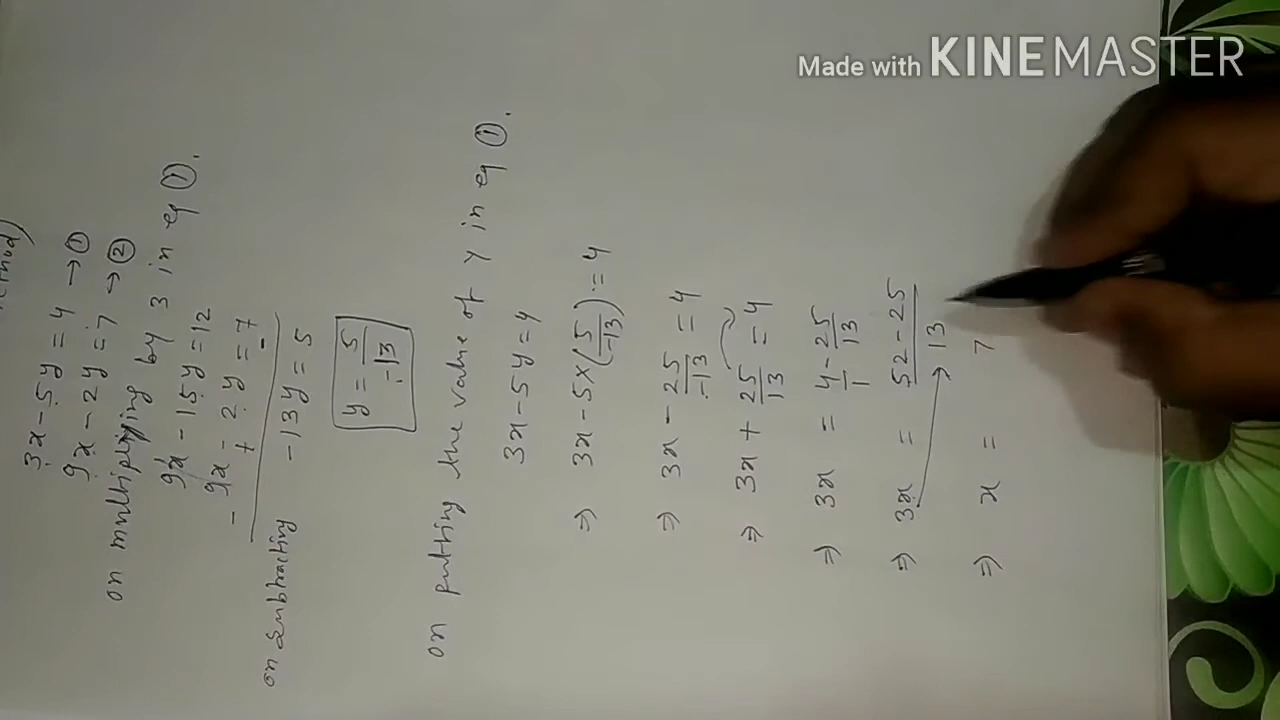 Made with KINEMASTER
3x - 5y = 4 → ①
9x - 2y = 7 → ②
on multiplying by 3 in eq ①.
9x - 15y = 12
- 9x - 2y = 7
+ -
on subtracting -13y = 5
y = 5/-13
on putting the value of y in eq ①.
3x - 5y = 4
⇒ 3x - 5 × (5/-13) = 4
⇒ 3x - 25/-13 = 4
⇒ 3x + 25/13 = 4
⇒ 3x = 4/1 - 25/13
⇒ 3x = 52 - 25/13
⇒ x = 7